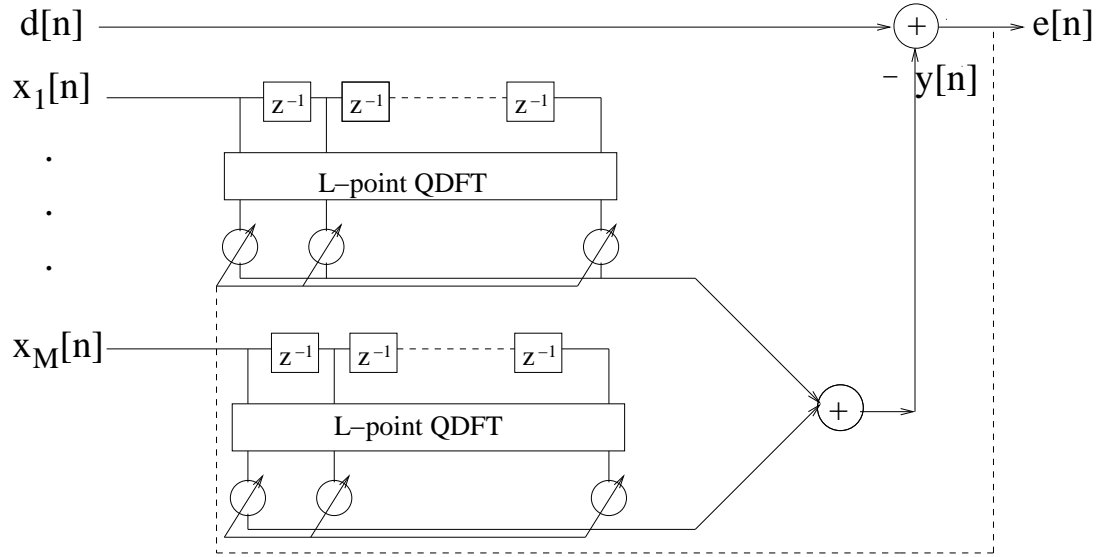 d[n] + e[n]
− y[n]
x_1[n] z⁻¹ z⁻¹ z⁻¹
L−point QDFT
x_M[n] z⁻¹ z⁻¹ z⁻¹
L−point QDFT
+